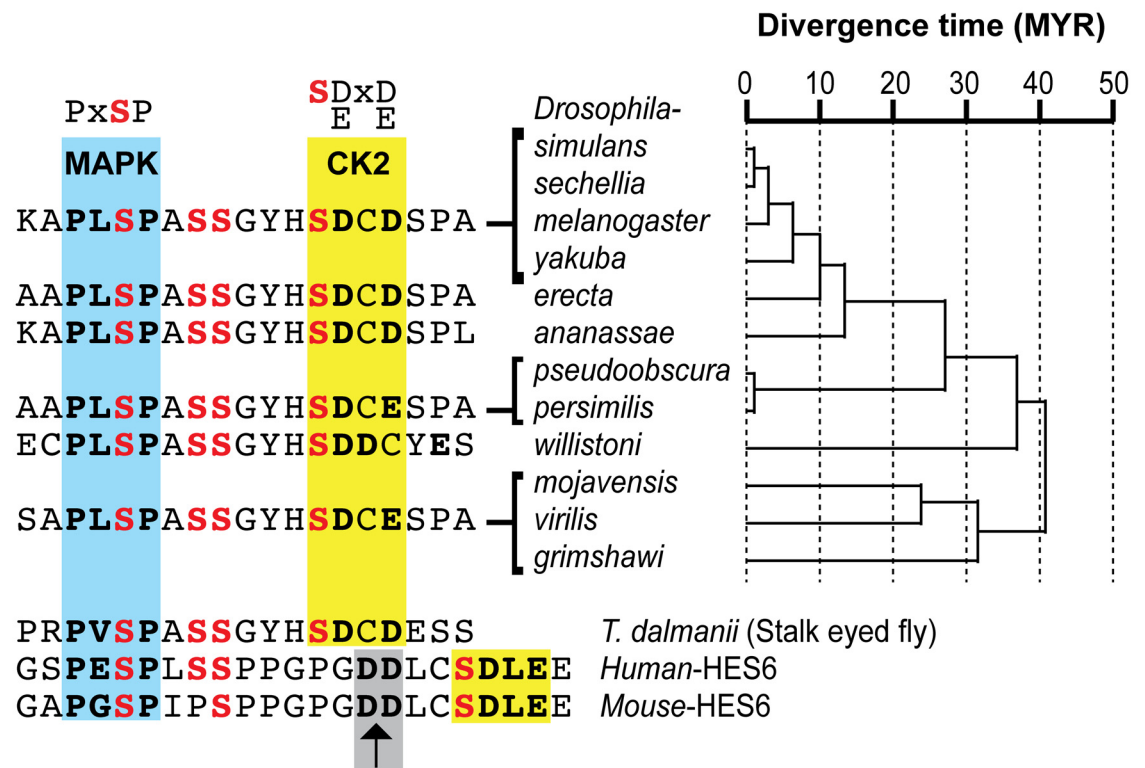 Divergence time (MYR)
0 10 20 30 40 50
PxSP
SDxD
E E
Drosophila-
MAPK
CK2
simulans
sechellia
KAPLSPASSGYHSDCDSPA
melanogaster
yakuba
AAPLSPASSGYHSDCDSPA
erecta
KAPLSPASSGYHSDCDSPL
ananassae
pseudoobscura
AAPLSPASSGYHSDCESPA
persimilis
ECPLSPASSGYHSDDCYES
willistoni
mojavensis
SAPLSPASSGYHSDCESPA
virilis
grimshawi
PRPVSPASSGYHSDCDESS
T. dalmanii (Stalk eyed fly)
GSPESPLSSPPGPGDDLCSDLEE
Human-HES6
GAPGSPIPSPPGPGDDLCSDLEE
Mouse-HES6